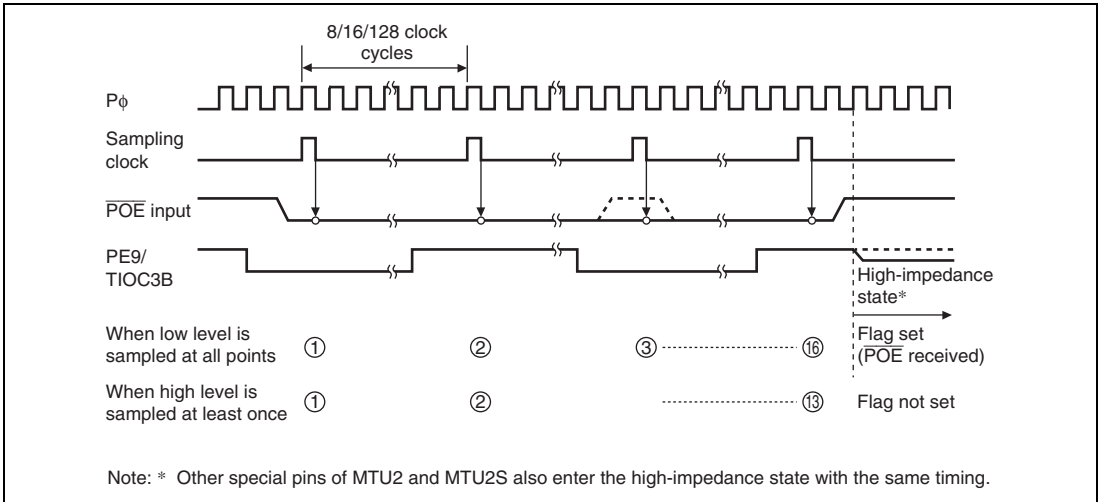 8/16/128 clock
cycles
Pϕ
Sampling
clock
POE input
PE9/
TIOC3B
High-impedance
state*
When low level is
sampled at all points
① ② ③ ⑯
Flag set
(POE received)
When high level is
sampled at least once
① ② ⑬ Flag not set
Note: * Other special pins of MTU2 and MTU2S also enter the high-impedance state with the same timing.